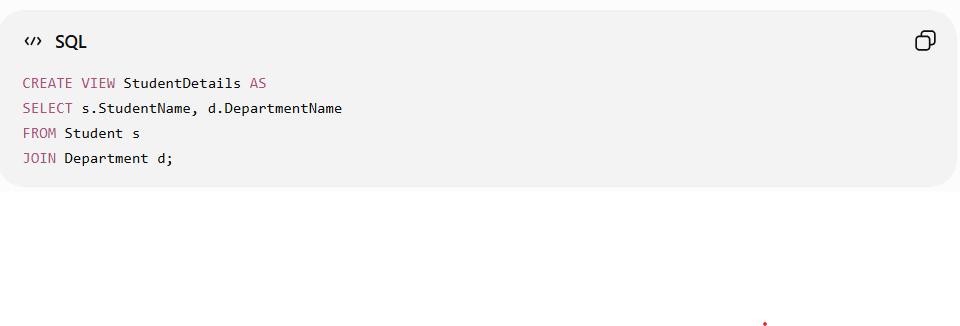 SQL
CREATE VIEW StudentDetails AS
SELECT s.StudentName, d.DepartmentName
FROM Student s
JOIN Department d;